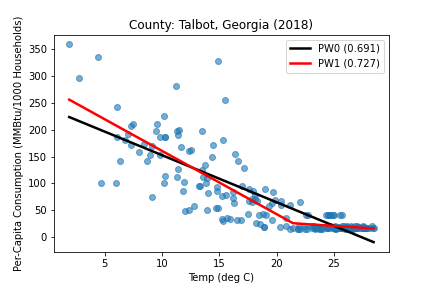 County: Talbot, Georgia (2018)
Per-Capita Consumption (MMBtu/1000 Households)
350
300
250
200
150
100
50
0
PW0 (0.691)
PW1 (0.727)
5
10
15
20
25
Temp (deg C)